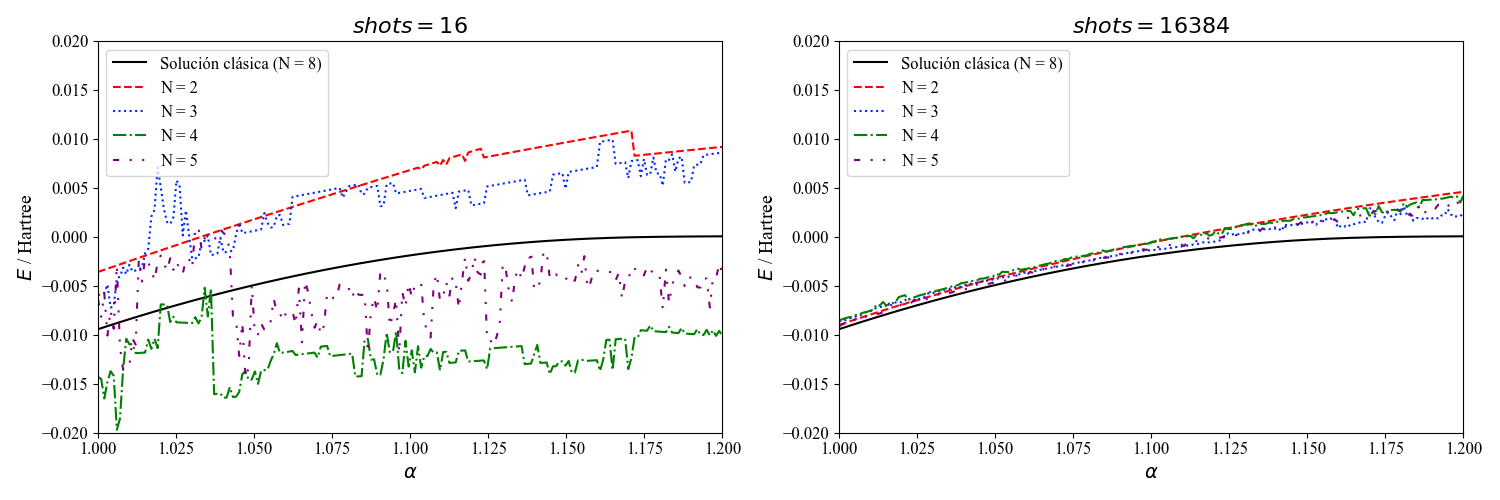 shots = 16
0.020
0.015
0.010
0.005
0.000
−0.005
−0.010
−0.015
−0.020
E / Hartree
Solución clásica (N = 8)
N = 2
N = 3
N = 4
N = 5
1.000 1.025 1.050 1.075 1.100 1.125 1.150 1.175 1.200
α
shots = 16384
0.020
0.015
0.010
0.005
0.000
−0.005
−0.010
−0.015
−0.020
E / Hartree
Solución clásica (N = 8)
N = 2
N = 3
N = 4
N = 5
1.000 1.025 1.050 1.075 1.100 1.125 1.150 1.175 1.200
α